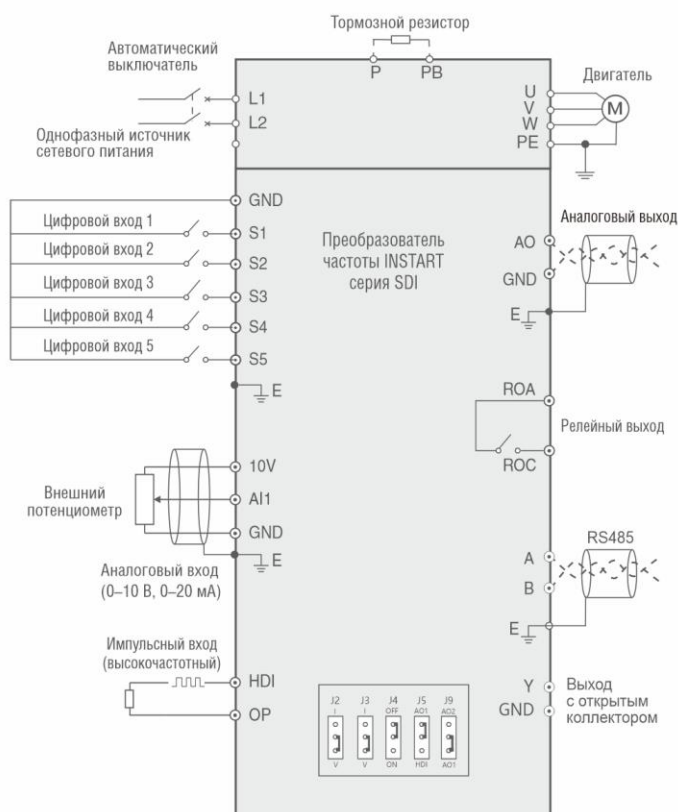 Тормозной резистор
P PB
Автоматический
выключатель
L1
L2
Однофазный источник
сетевого питания
Двигатель
U
V
W
PE
M
GND
Цифровой вход 1
S1
Цифровой вход 2
S2
Цифровой вход 3
S3
Цифровой вход 4
S4
Цифровой вход 5
S5
E
Преобразователь
частоты INSTART
серия SDI
Аналоговый выход
AO
GND
E
ROA
Релейный выход
ROC
10V
Внешний
потенциометр
AI1
GND
E
Аналоговый вход
(0–10 В, 0–20 мА)
RS485
A
B
E
Импульсный вход
(высокочастотный)
HDI
OP
J2 J3 J4 J5 J9
I I OFF AO1 AO2
V V ON HDI AO1
Y
GND
Выход
с открытым
коллектором